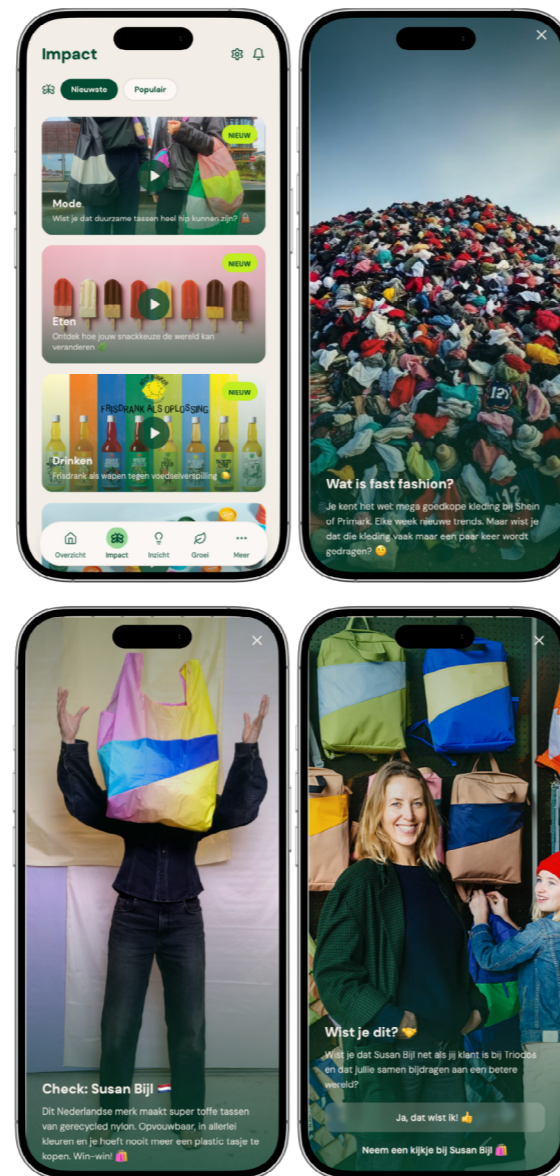 Impact
Nieuwste
Populair
NIEUW
Mode
Wist je dat duurzame tassen heel hip kunnen zijn?
NIEUW
Eten
Ontdek hoe jouw snackkeuze de wereld kan
veranderen
NIEUW
FRISDRANK ALS OPLOSSING
Drinken
Frisdrank als wapen tegen voedselverspilling
Overzicht
Impact
Inzicht
Groei
Meer
12Y
Wat is fast fashion?
Je kent het wel: mega goedkope kleding bij Shein
of Primark. Elke week nieuwe trends. Maar wist je
dat die kleding vaak maar een paar keer wordt
gedragen? 🤨
Check: Susan Bijl 🇳🇱
Dit Nederlandse merk maakt super toffe tassen
van gerecycled nylon. Opvouwbaar, in allerlei
kleuren en je hoeft nooit meer een plastic tasje te
kopen. Win-win! 🛍️
Wist je dit? 🤝
Wist je dat Susan Bijl net als jij klant is bij Triodos
en dat jullie samen bijdragen aan een betere
wereld?
Ja, dat wist ik! 👍
Neem een kijkje bij Susan Bijl 🛍️